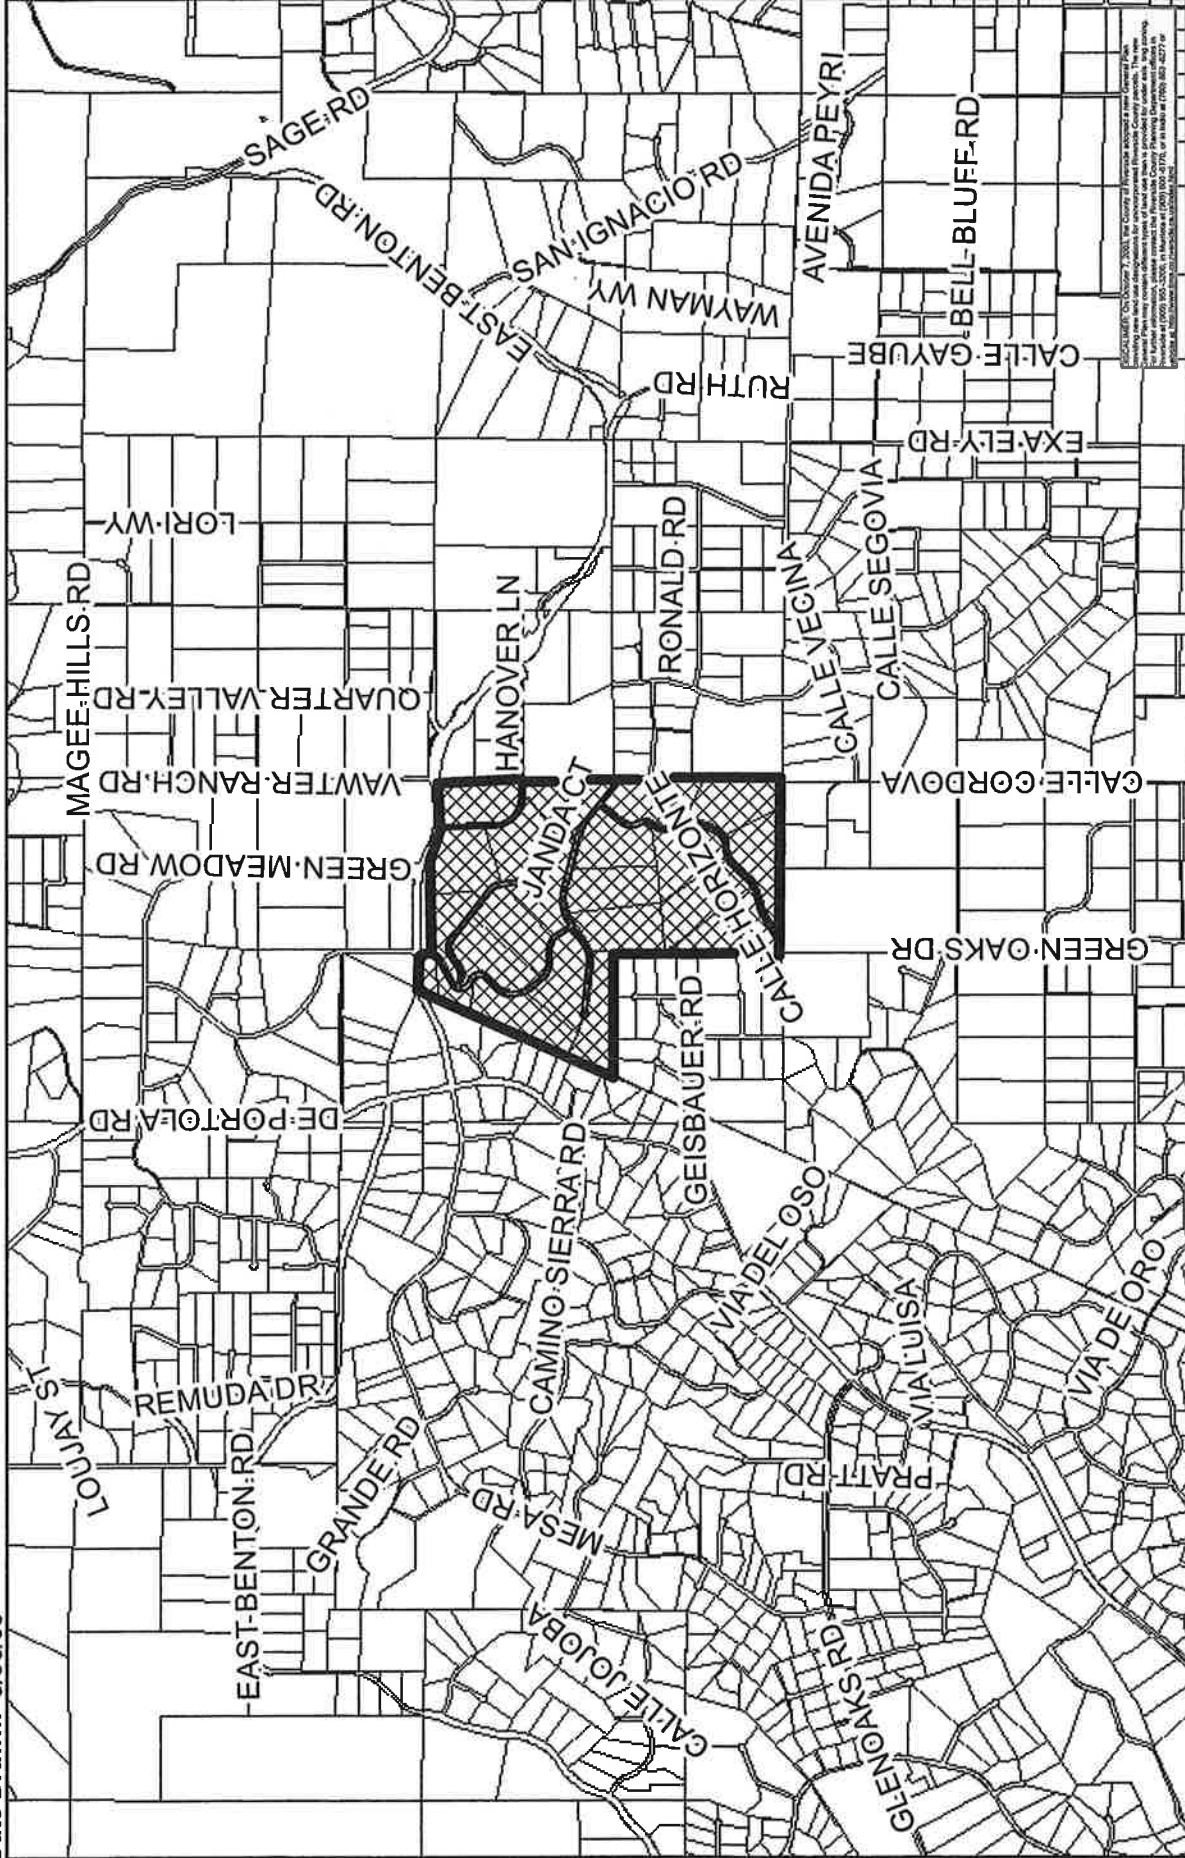 SAGE RD
EAST BENTON RD
SAN IGNACIO RD
AVENIDA PEYRI
BELL BLUFF RD
WAYMAN WY
CALLE GAYUBE
RUTH RD
EXA ELY RD
LORI WY
MAGEE HILLS RD
HANOVER LN
RONALD RD
CALLE VECINA
CALLE SEGOVIA
QUARTER VALLEY RD
VAWTER RANCH RD
CALLE CORDOVA
JANDA CT
CALLE HORIZONTE
GREEN MEADOW RD
GREEN OAKS DR
GEISBAUER RD
DE PORTOLA RD
CAMINO SIERRA RD
VIA DEL OSO
VIA LUISA
VIA DE ORO
LOUJAY ST
REMUDA DR
EAST BENTON RD
GRANDE RD
MESA RD
PRATT RD
CALLE JOJOBA
GLENOAKS RD